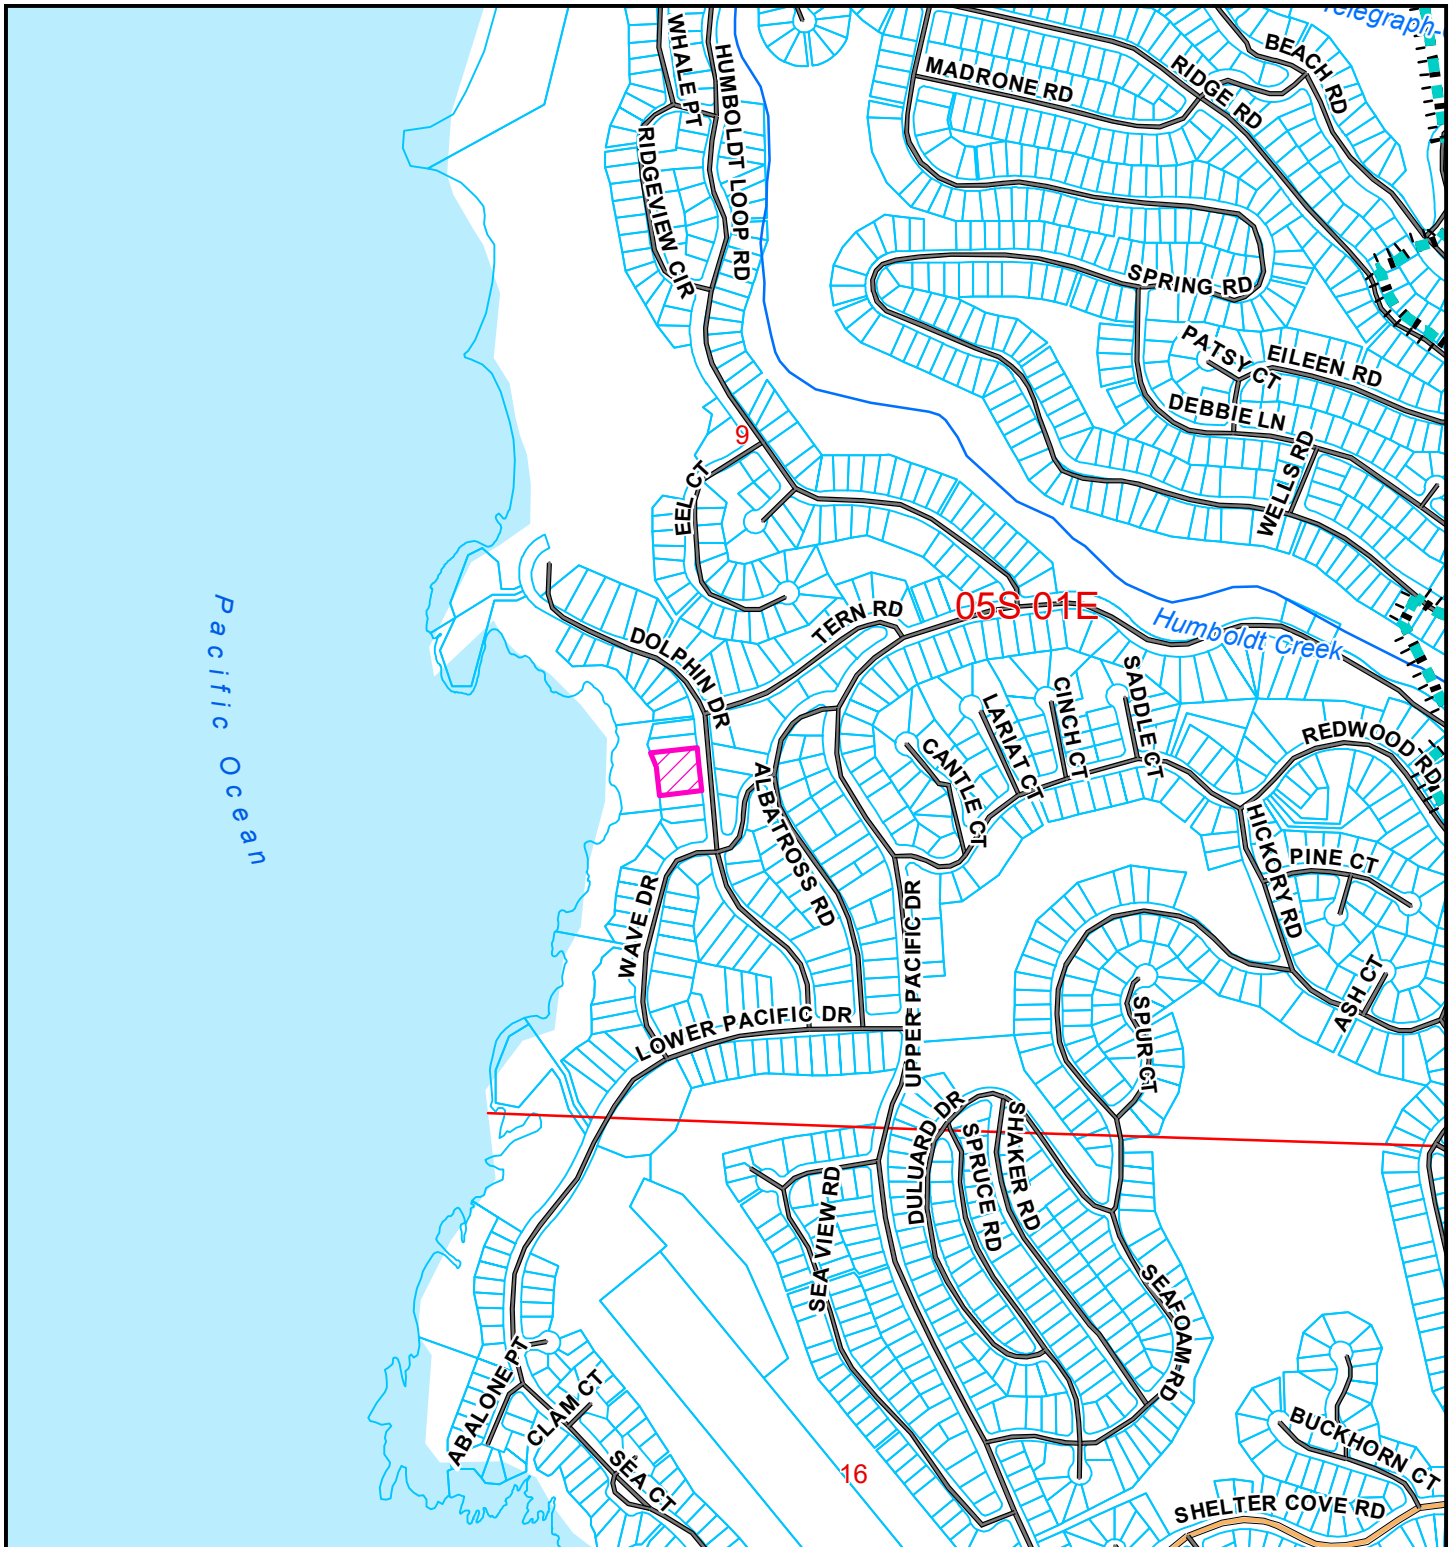 Telegraph
WHALE PT
HUMBOLDT LOOP RD
MADRONE RD
RIDGE RD
BEACH RD
RIDGEVIEW CIR
SPRING RD
PATSY CT
EILEEN RD
DEBBIE LN
9
WELLS RD
EEL CT
Pacific Ocean
TERN RD
05S 01E
Humboldt Creek
DOLPHIN DR
SADDLE CT
CINCH CT
LARIAT CT
CANTLE CT
REDWOOD RD
ALBATROSS RD
HICKORY RD
PINE CT
WAVE DR
UPPER PACIFIC DR
ASH CT
SPUR CT
LOWER PACIFIC DR
DULUARD DR
SHAKER RD
SPRUCE RD
SEA VIEW RD
SEAFOAM RD
ABALONE PT
CLAM CT
SEA CT
16
BUCKHORN CT
SHELTER COVE RD